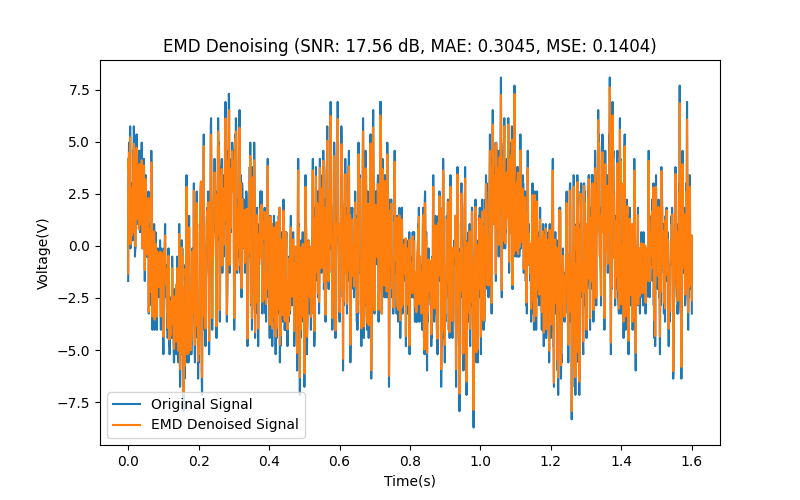 EMD Denoising (SNR: 17.56 dB, MAE: 0.3045, MSE: 0.1404)
7.5
5.0
2.5
0.0
−2.5
−5.0
−7.5
Voltage(V)
Original Signal
EMD Denoised Signal
0.0 0.2 0.4 0.6 0.8 1.0 1.2 1.4 1.6
Time(s)